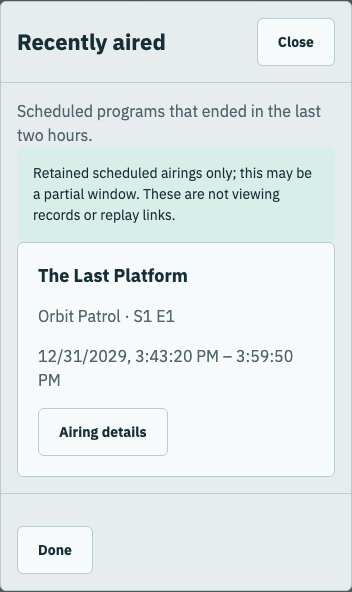 Recently aired
Close
Scheduled programs that ended in the last
two hours.
Retained scheduled airings only; this may be
a partial window. These are not viewing
records or replay links.
The Last Platform
Orbit Patrol · S1 E1
12/31/2029, 3:43:20 PM – 3:59:50
PM
Airing details
Done